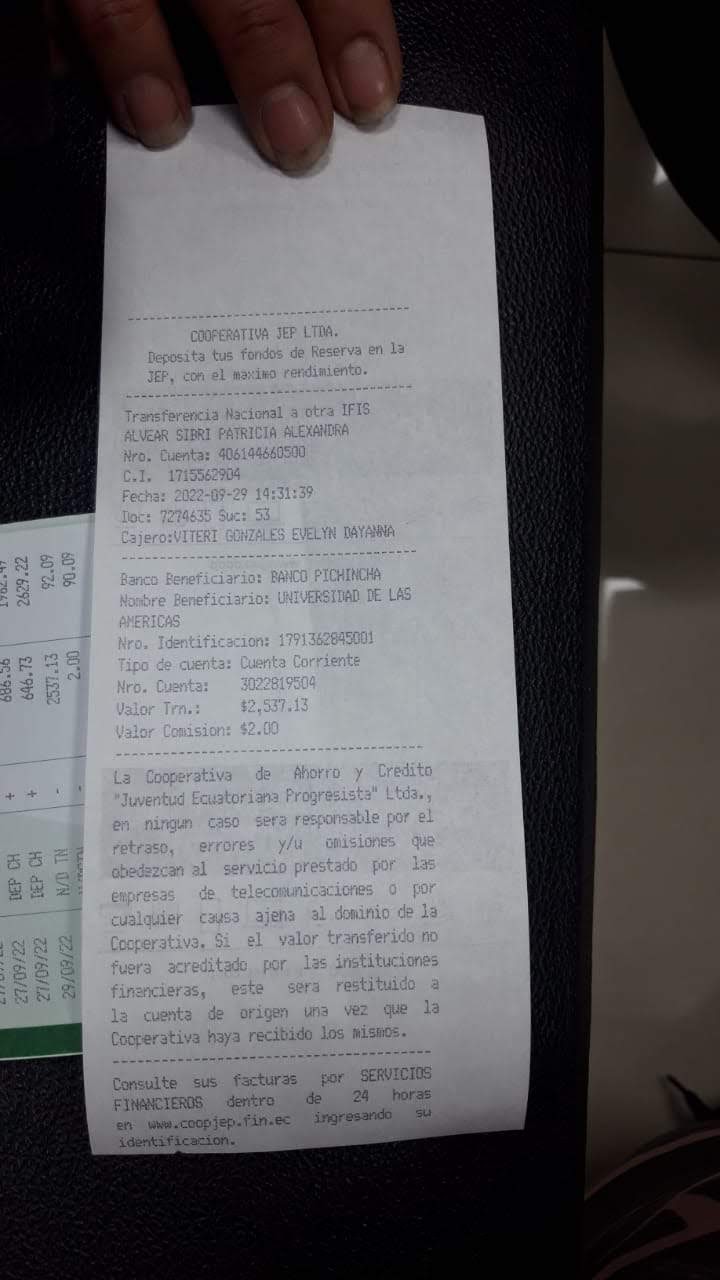 COOPERATIVA JEP LTDA.
Deposita tus fondos de Reserva en la
JEP, con el maximo rendimiento.
Transferencia Nacional a otra IFIS
ALVEAR SIBRI PATRICIA ALEXANDRA
Nro. Cuenta: 406144660500
C.I. 1715562904
Fecha: 2022-09-29 14:31:39
Doc: 7274635 Suc: 53
Cajero:VITERI GONZALES EVELYN DAYANNA
Banco Beneficiario: BANCO PICHINCHA
Nombre Beneficiario: UNIVERSIDAD DE LAS
AMERICAS
Nro. Identificacion: 1791362845001
Tipo de cuenta: Cuenta Corriente
Nro. Cuenta: 3022819504
Valor Trn.: $2,537.13
Valor Comision: $2.00
La Cooperativa de Ahorro y Credito
"Juventud Ecuatoriana Progresista" Ltda.,
en ningun caso sera responsable por el
retraso, errores y/u omisiones que
obedezcan al servicio prestado por las
empresas de telecomunicaciones o por
cualquier causa ajena al dominio de la
Cooperativa. Si el valor transferido no
fuera acreditado por las instituciones
financieras, este sera restituido a
la cuenta de origen una vez que la
Cooperativa haya recibido los mismos.
Consulte sus facturas por SERVICIOS
FINANCIEROS dentro de 24 horas
en www.coopjep.fin.ec ingresando su
identificacion.
686.56
27/09/22 DEP CH + 646.73 2629.22
27/09/22 DEP CH + 2537.13 92.09
29/09/22 N/D TN - 2.00 90.09